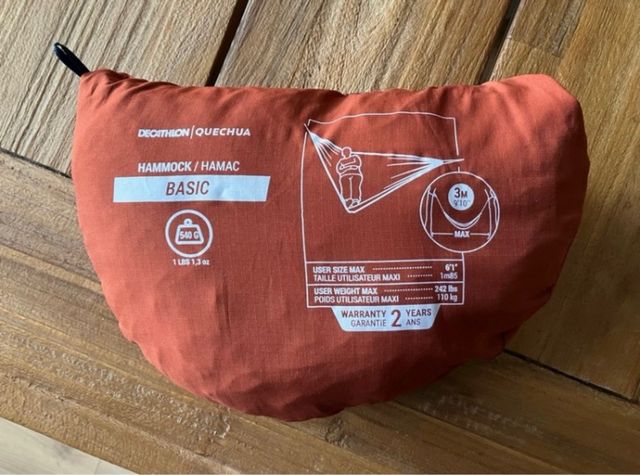 DECATHLON | QUECHUA
HAMMOCK / HAMAC
BASIC
540 G
1 LBS 1,3 oz
3M
9'10"
MAX
USER SIZE MAX ............ 6'1"
TAILLE UTILISATEUR MAXI ...... 1m85
USER WEIGHT MAX ............ 242 lbs
POIDS UTILISATEUR MAXI ...... 110 kg
WARRANTY 2 YEARS
GARANTIE ANS